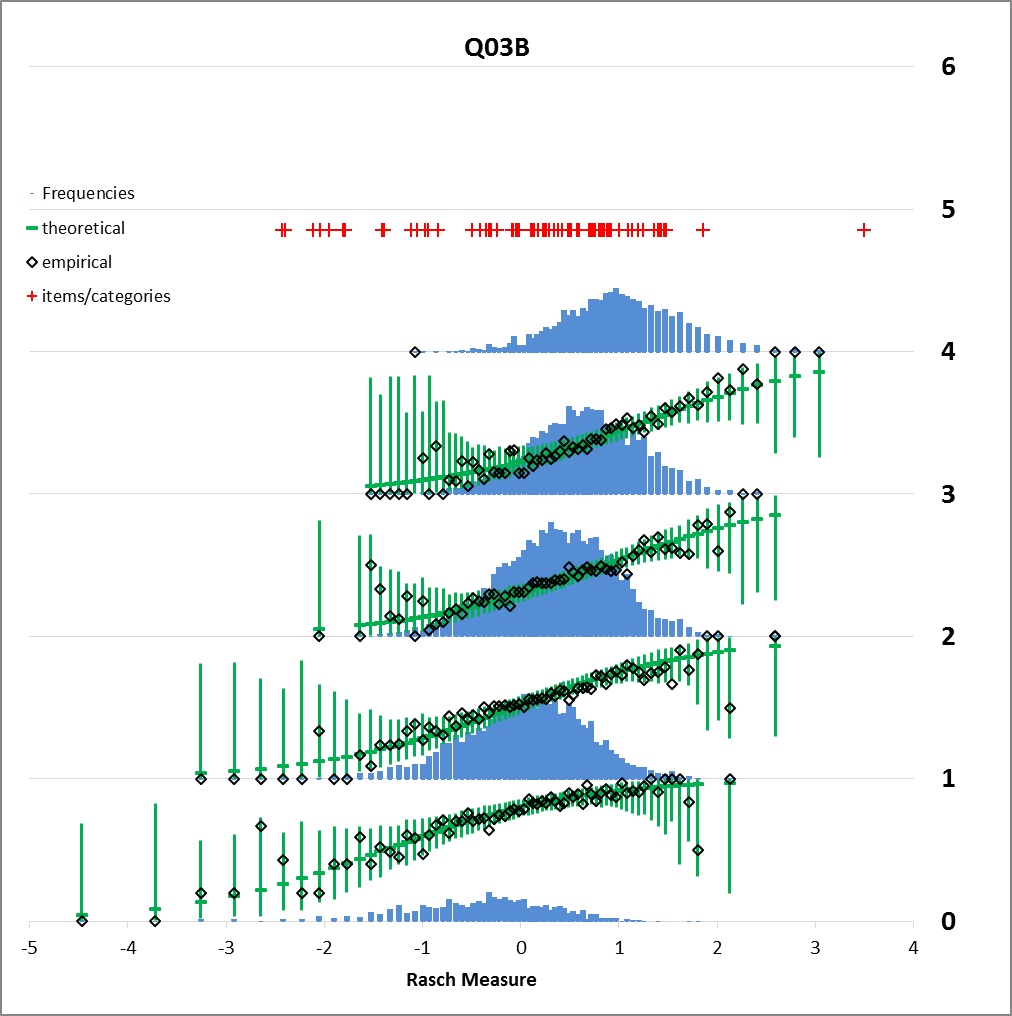 Q03B
6
5
Frequencies
theoretical
empirical
items/categories
4
3
2
1
0
-5 -4 -3 -2 -1 0 1 2 3 4
Rasch Measure